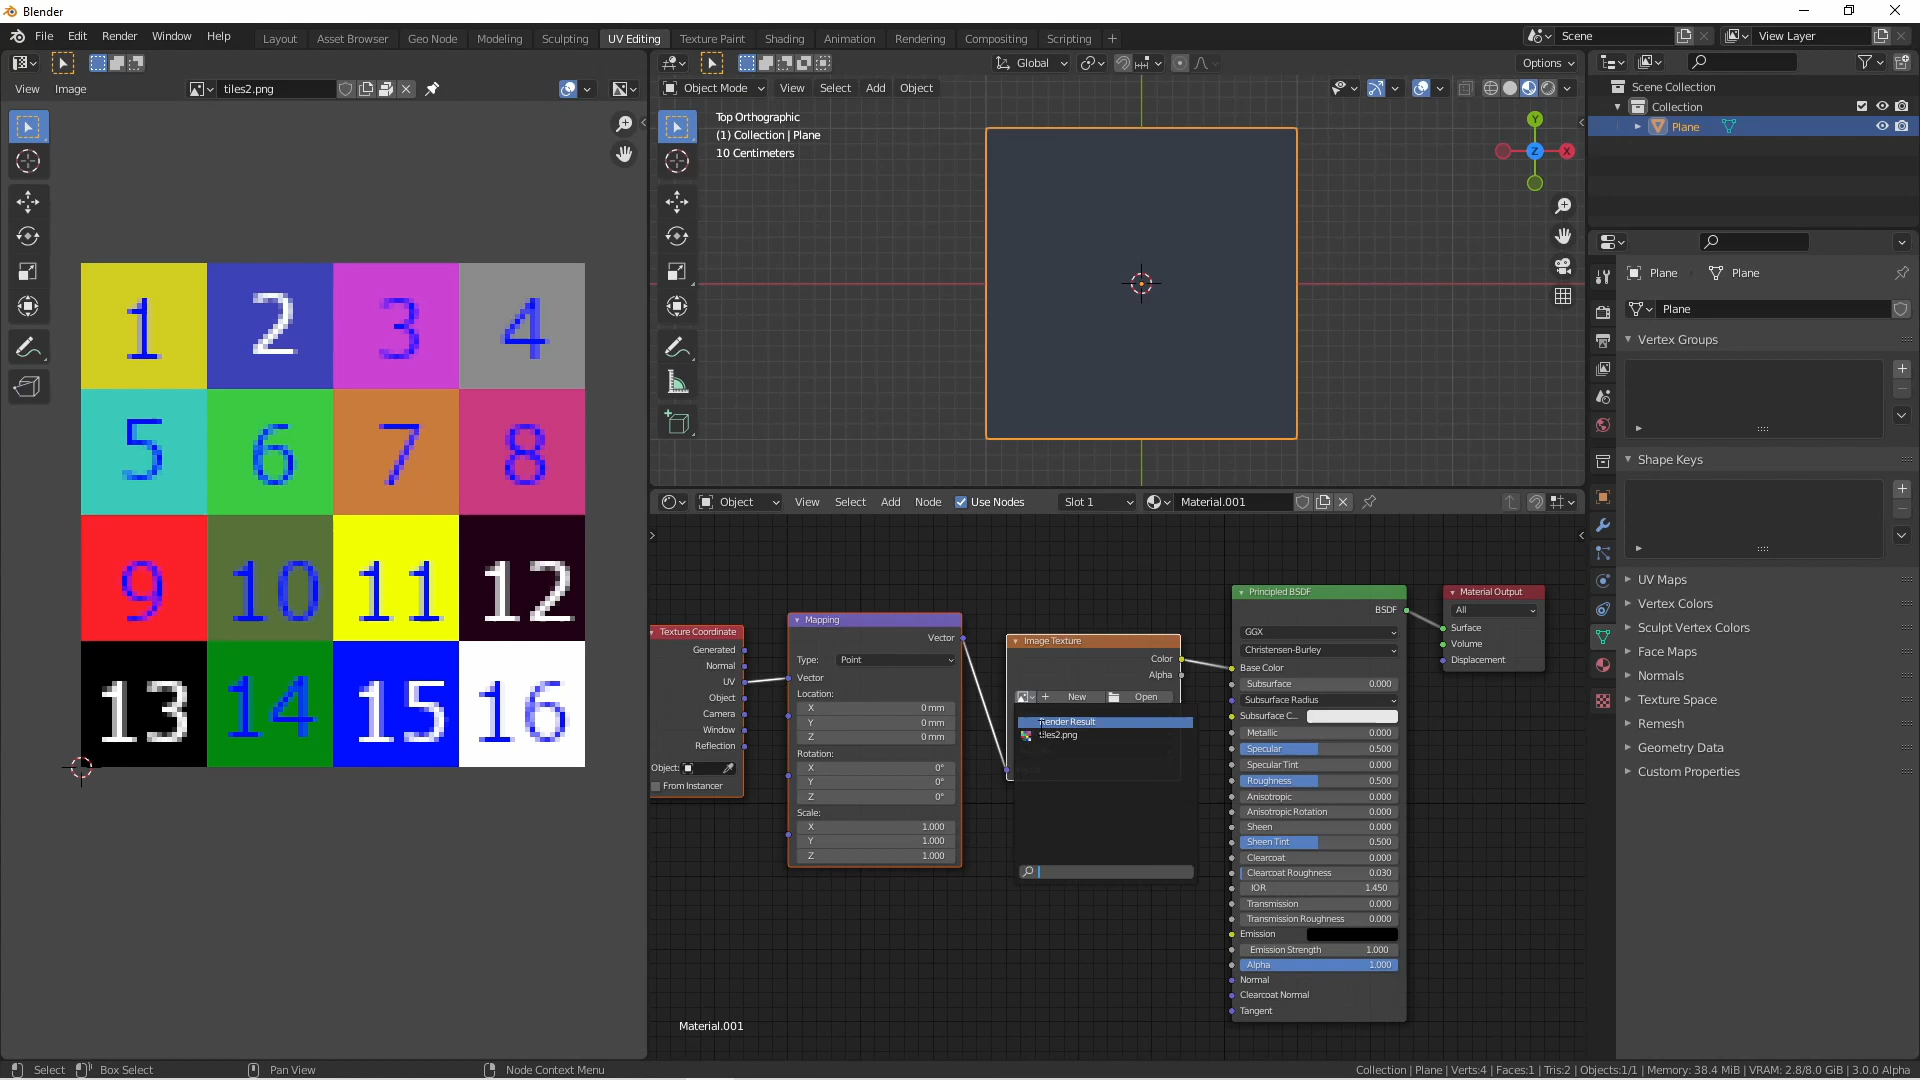 Blender
File Edit Render Window Help
Layout Asset Browser Geo Node Modeling Sculpting UV Editing Texture Paint Shading Animation Rendering Compositing Scripting +
Scene
View Layer
View Image
tiles2.png
1 2 3 4
5 6 7 8
9 10 11 12
13 14 15 16
Global
Options
Object Mode View Select Add Object
Top Orthographic
(1) Collection | Plane
10 Centimeters
Y
Z
X
Object View Select Add Node Use Nodes Slot 1 Material.001
Texture Coordinate
Generated
Normal
UV
Object
Camera
Window
Reflection
Object:
From Instancer
Mapping
Vector
Type: Point
Vector
Location:
X 0 mm
Y 0 mm
Z 0 mm
Rotation:
X 0°
Y 0°
Z 0°
Scale:
X 1.000
Y 1.000
Z 1.000
Image Texture
Color
Alpha
New Open
Render Result
tiles2.png
Principled BSDF
BSDF
GGX
Christensen-Burley
Base Color
Subsurface 0.000
Subsurface Radius
Subsurface C...
Metallic 0.000
Specular 0.500
Specular Tint 0.000
Roughness 0.500
Anisotropic 0.000
Anisotropic Rotation 0.000
Sheen 0.000
Sheen Tint 0.500
Clearcoat 0.000
Clearcoat Roughness 0.030
IOR 1.450
Transmission 0.000
Transmission Roughness 0.000
Emission
Emission Strength 1.000
Alpha 1.000
Normal
Clearcoat Normal
Tangent
Material Output
All
Surface
Volume
Displacement
Material.001
Scene Collection
Collection
Plane
Plane Plane
Plane
Vertex Groups
Shape Keys
UV Maps
Vertex Colors
Sculpt Vertex Colors
Face Maps
Normals
Texture Space
Remesh
Geometry Data
Custom Properties
Select Box Select Pan View Node Context Menu
Collection | Plane | Verts:4 | Faces:1 | Tris:2 | Objects:1/1 | Memory: 38.4 MiB | VRAM: 2.8/8.0 GiB | 3.0.0 Alpha